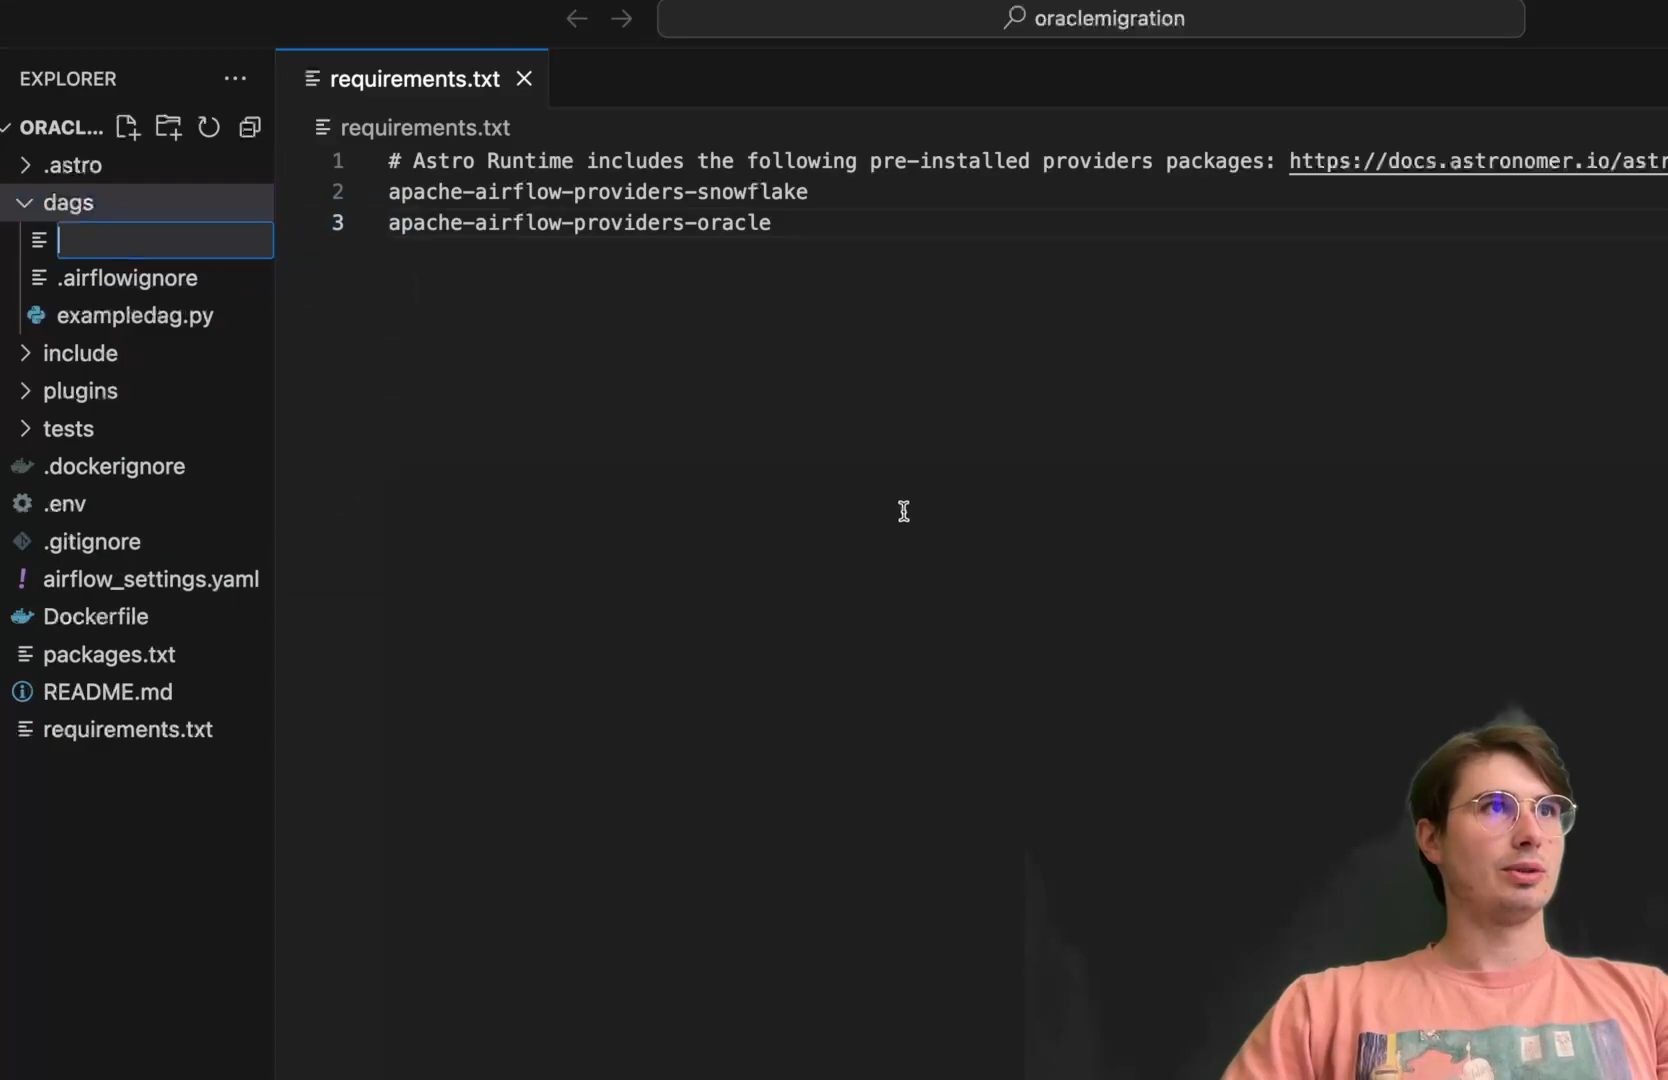 oraclemigration
EXPLORER
requirements.txt
ORACL...
requirements.txt
.astro
1 # Astro Runtime includes the following pre-installed providers packages: https://docs.astronomer.io/astr
dags
2 apache-airflow-providers-snowflake
3 apache-airflow-providers-oracle
.airflowignore
exampledag.py
include
plugins
tests
.dockerignore
.env
.gitignore
airflow_settings.yaml
Dockerfile
packages.txt
README.md
requirements.txt